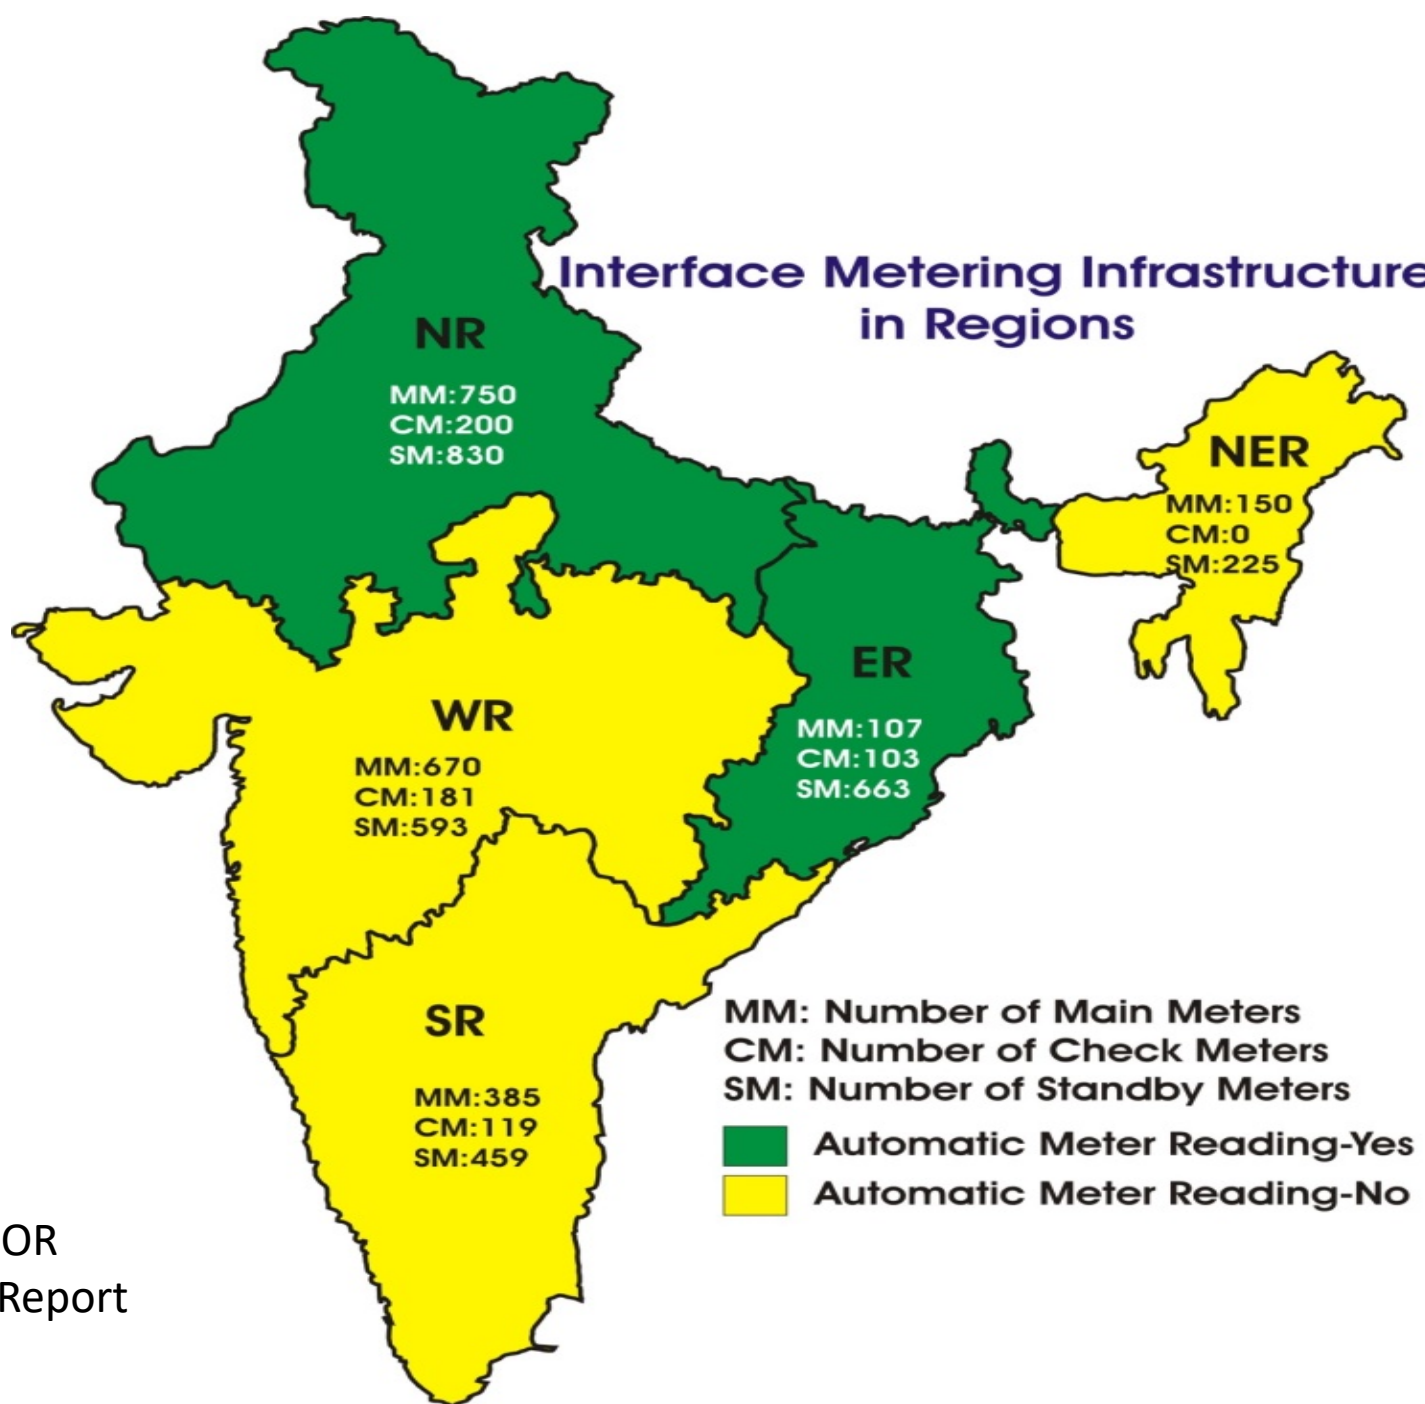 Interface Metering Infrastructure
in Regions
NR
MM:750
CM:200
SM:830
NER
MM:150
CM:0
SM:225
ER
MM:107
CM:103
SM:663
WR
MM:670
CM:181
SM:593
SR
MM:385
CM:119
SM:459
MM: Number of Main Meters
CM: Number of Check Meters
SM: Number of Standby Meters
Automatic Meter Reading-Yes
Automatic Meter Reading-No
OR
Report